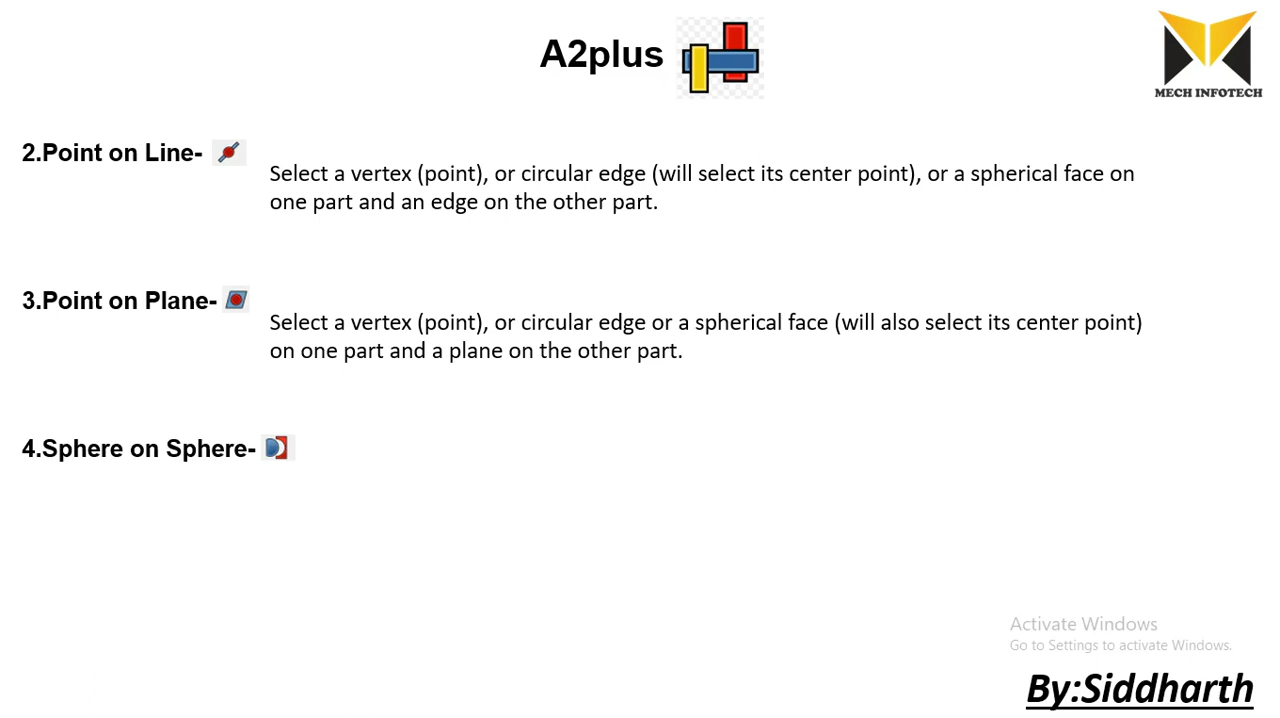 A2plus
MECH INFOTECH
2.Point on Line-
Select a vertex (point), or circular edge (will select its center point), or a spherical face on
one part and an edge on the other part.
3.Point on Plane-
Select a vertex (point), or circular edge or a spherical face (will also select its center point)
on one part and a plane on the other part.
4.Sphere on Sphere-
Activate Windows
Go to Settings to activate Windows.
By:Siddharth